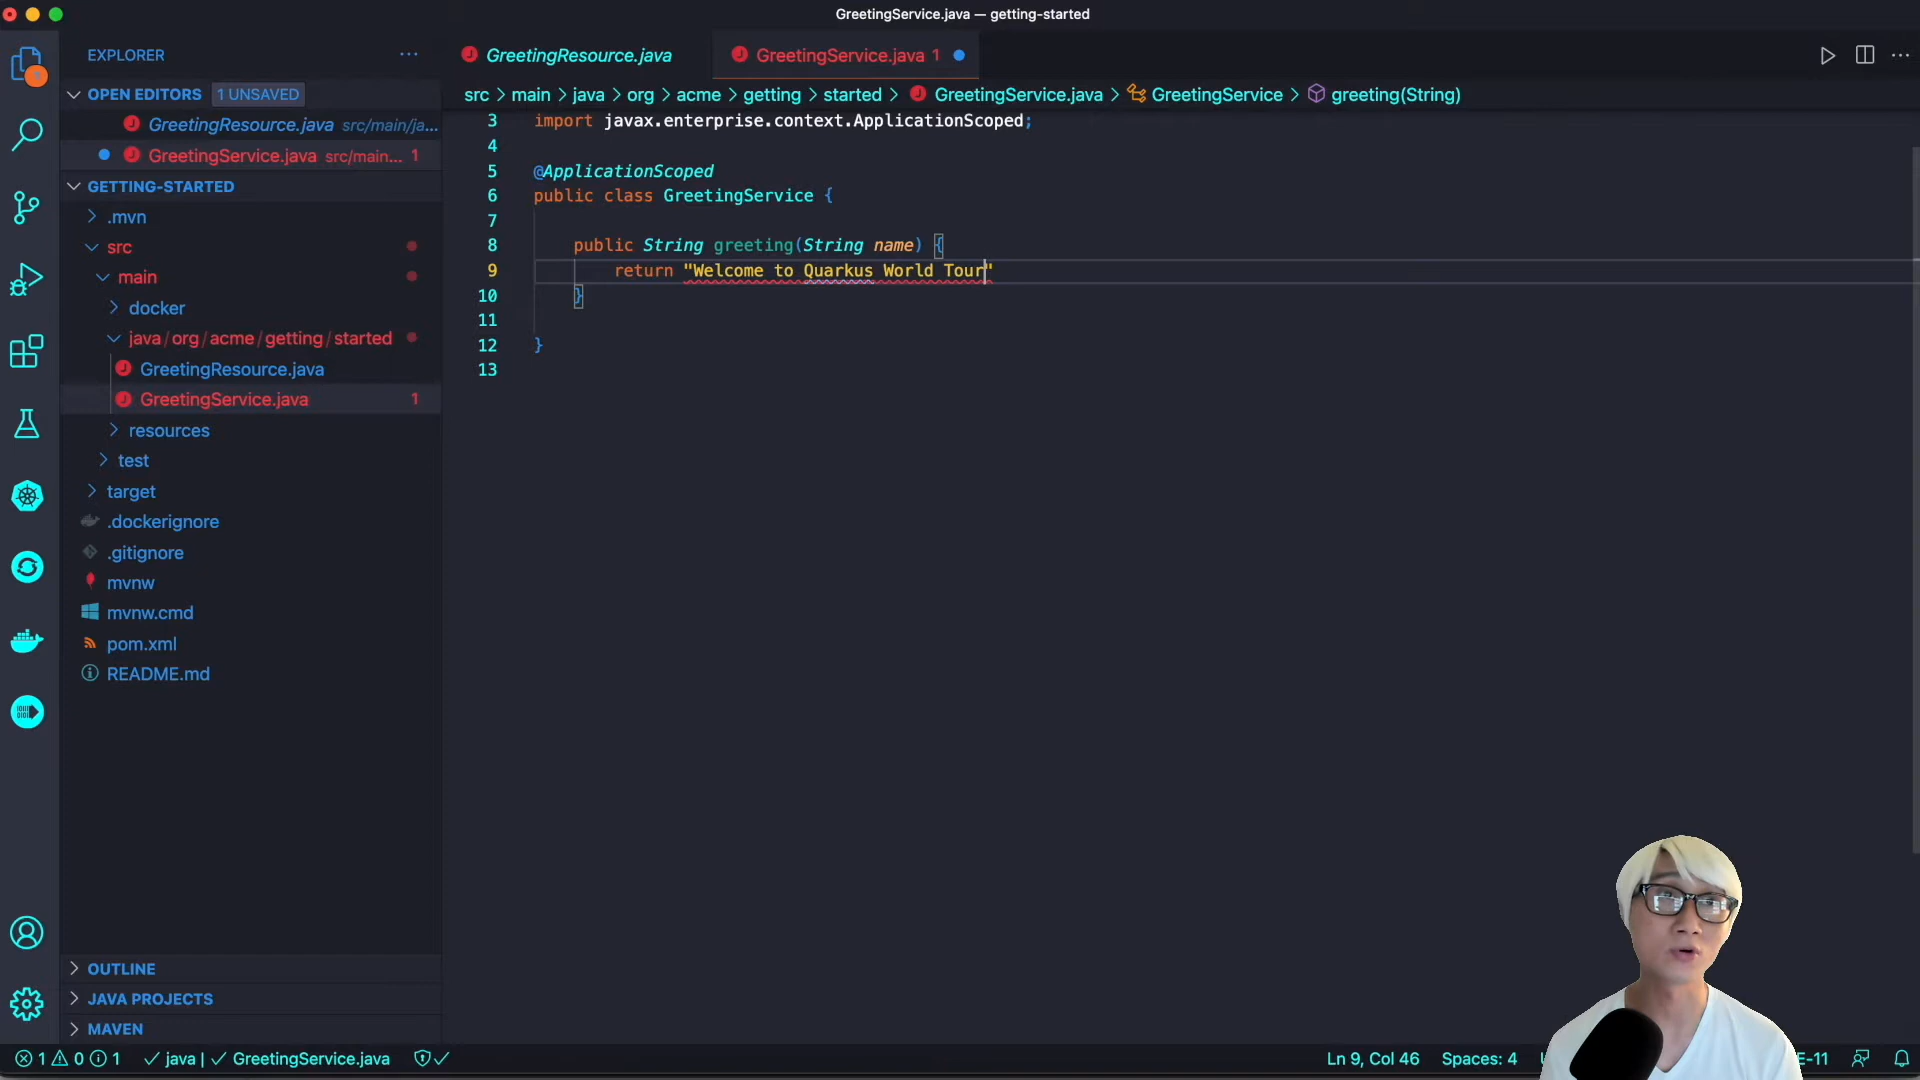 GreetingService.java — getting-started
EXPLORER
OPEN EDITORS 1 UNSAVED
GreetingResource.java src/main/ja...
GreetingService.java src/main... 1
GETTING-STARTED
.mvn
src
main
docker
java/org/acme/getting/started
GreetingResource.java
GreetingService.java 1
resources
test
target
.dockerignore
.gitignore
mvnw
mvnw.cmd
pom.xml
README.md
OUTLINE
JAVA PROJECTS
MAVEN
GreetingResource.java
GreetingService.java 1
src > main > java > org > acme > getting > started > GreetingService.java > GreetingService > greeting(String)
3 import javax.enterprise.context.ApplicationScoped;
4
5 @ApplicationScoped
6 public class GreetingService {
7
8 public String greeting(String name) {
9 return "Welcome to Quarkus World Tour"
10 }
11
12 }
13
1 0 1 java | GreetingService.java
Ln 9, Col 46 Spaces: 4 E-11